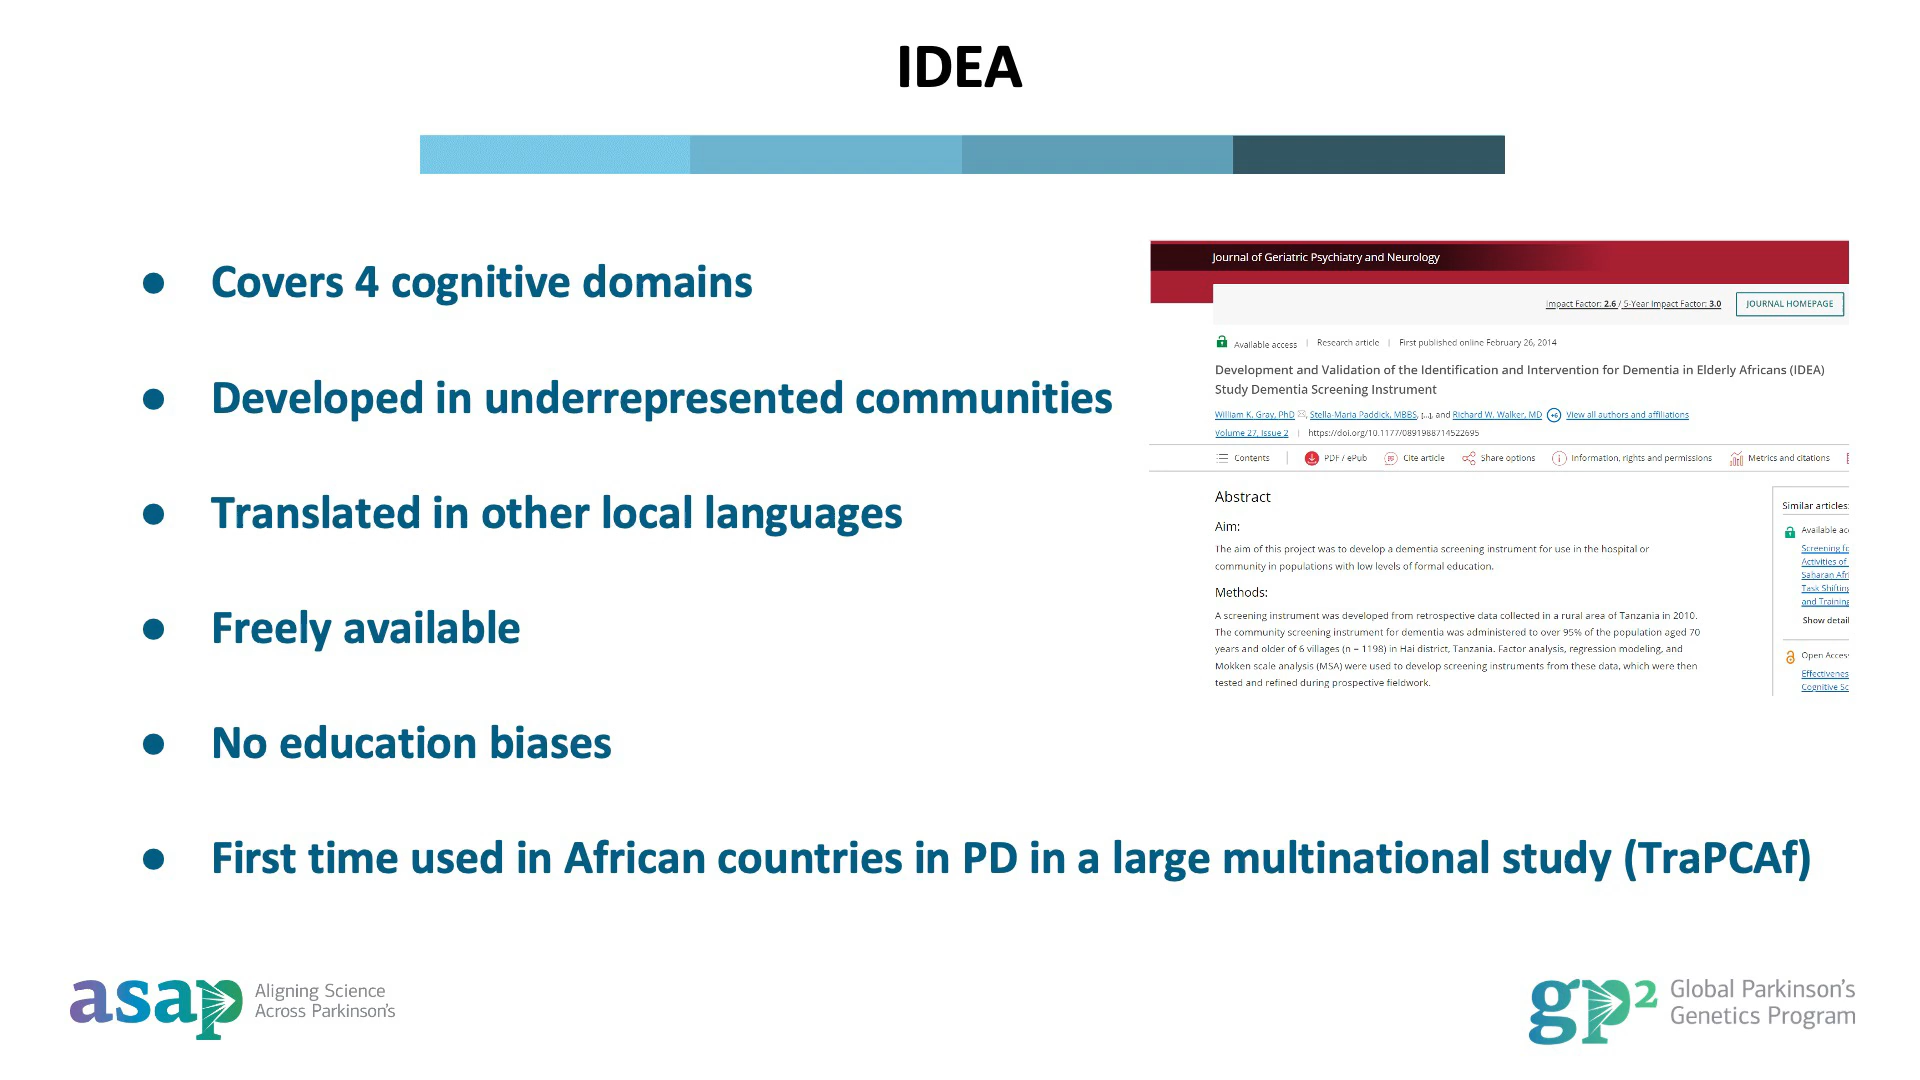 IDEA
● Covers 4 cognitive domains
● Developed in underrepresented communities
● Translated in other local languages
● Freely available
● No education biases
● First time used in African countries in PD in a large multinational study (TraPCAf)
Journal of Geriatric Psychiatry and Neurology
Impact Factor: 2.6 / 5-Year Impact Factor: 3.0
JOURNAL HOMEPAGE
Available access | Research article | First published online February 26, 2014
Development and Validation of the Identification and Intervention for Dementia in Elderly Africans (IDEA)
Study Dementia Screening Instrument
William K. Gray, PhD, Stella-Maria Paddick, MBBS, [...], and Richard W. Walker, MD +6 View all authors and affiliations
Volume 27, Issue 2 | https://doi.org/10.1177/0891988714522695
Contents | PDF / ePub Cite article Share options Information, rights and permissions Metrics and citations
Abstract
Aim:
The aim of this project was to develop a dementia screening instrument for use in the hospital or
community in populations with low levels of formal education.
Methods:
A screening instrument was developed from retrospective data collected in a rural area of Tanzania in 2010.
The community screening instrument for dementia was administered to over 95% of the population aged 70
years and older of 6 villages (n = 1198) in Hai district, Tanzania. Factor analysis, regression modeling, and
Mokken scale analysis (MSA) were used to develop screening instruments from these data, which were then
tested and refined during prospective fieldwork.
Similar articles:
Available
Screening
Activities of
Saharan
Task Shifting
and Training
Show
Open
Cognitive
asap Aligning Science
Across Parkinson's
gp2 Global Parkinson's
Genetics Program